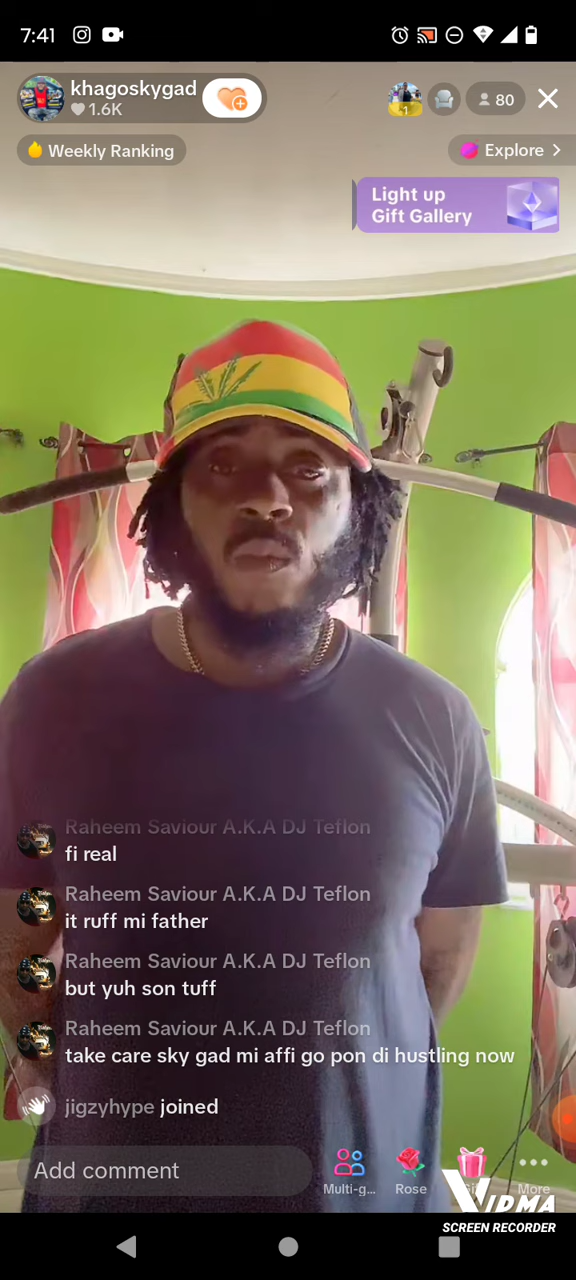 7:41
khagoskygad
1.6K
1
80
Weekly Ranking
Explore
Light up
Gift Gallery
Raheem Saviour A.K.A DJ Teflon
fi real
Raheem Saviour A.K.A DJ Teflon
it ruff mi father
Raheem Saviour A.K.A DJ Teflon
but yuh son tuff
Raheem Saviour A.K.A DJ Teflon
take care sky gad mi affi go pon di hustling now
jigzyhype joined
Add comment
Multi-g...
Rose
More
VIDMA
SCREEN RECORDER